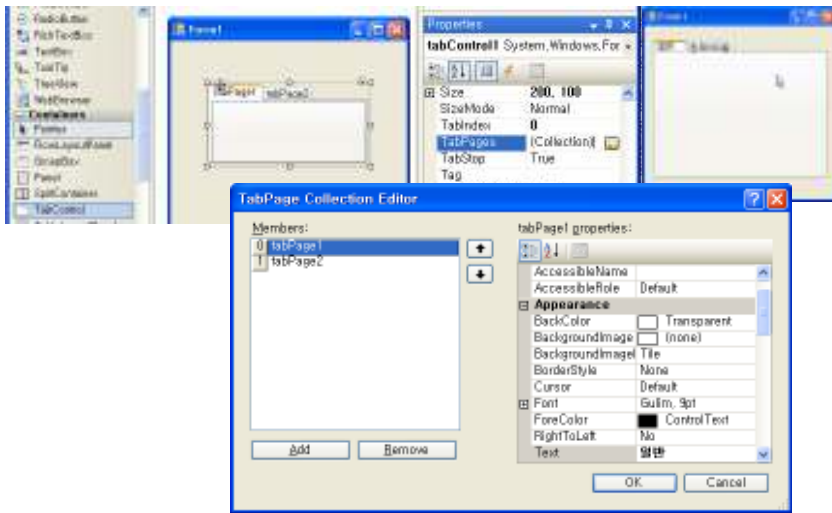 RadioButton
RichTextBox
TextBox
ToolTip
TreeView
WebBrowser
Containers
Pointer
FlowLayoutPanel
GroupBox
Panel
SplitContainer
TabControl
Form1
tabPage1 tabPage2
Properties
tabControl1 System.Windows.For
Size 200, 100
SizeMode Normal
TabIndex 0
TabPages (Collection)
TabStop True
Tag
Form1
TabPage Collection Editor
Members:
0 tabPage1
1 tabPage2
Add Remove
tabPage1 properties:
AccessibleName
AccessibleRole Default
Appearance
BackColor Transparent
BackgroundImage (none)
BackgroundImageL Tile
BorderStyle None
Cursor Default
Font Gulim, 9pt
ForeColor ControlText
RightToLeft No
Text 일반
OK Cancel